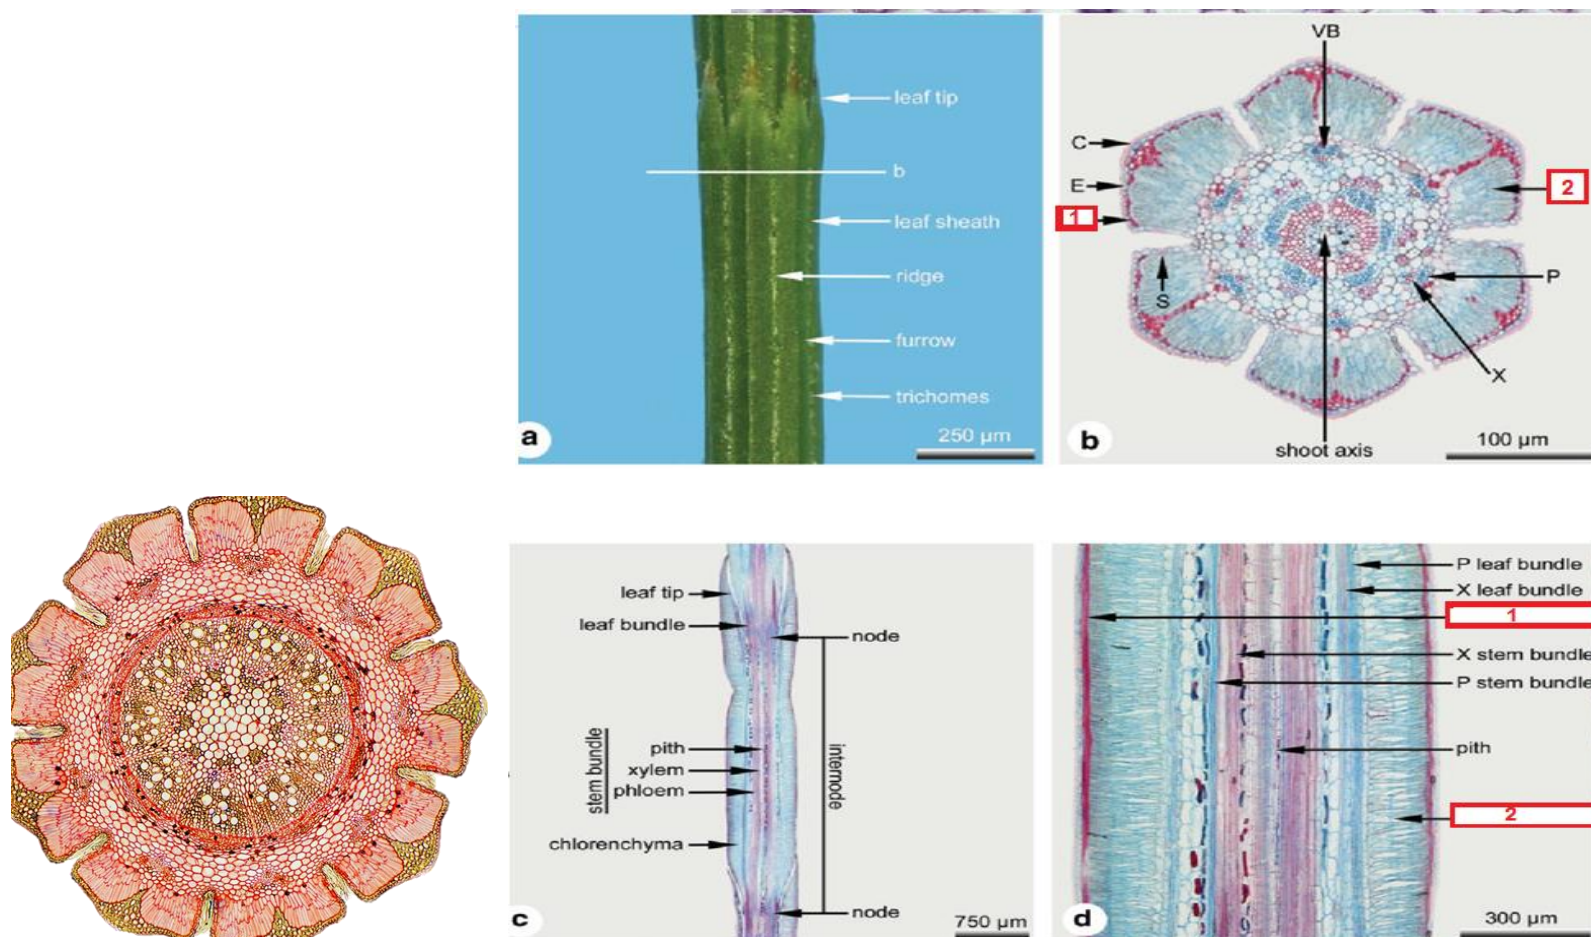 leaf tip
b
leaf sheath
ridge
furrow
trichomes
250 µm
a
VB
C
E
1
2
S
P
X
shoot axis
100 µm
b
leaf tip
leaf bundle
node
stem bundle
pith
xylem
phloem
internode
chlorenchyma
node
750 µm
c
P leaf bundle
X leaf bundle
1
X stem bundle
P stem bundle
pith
2
300 µm
d